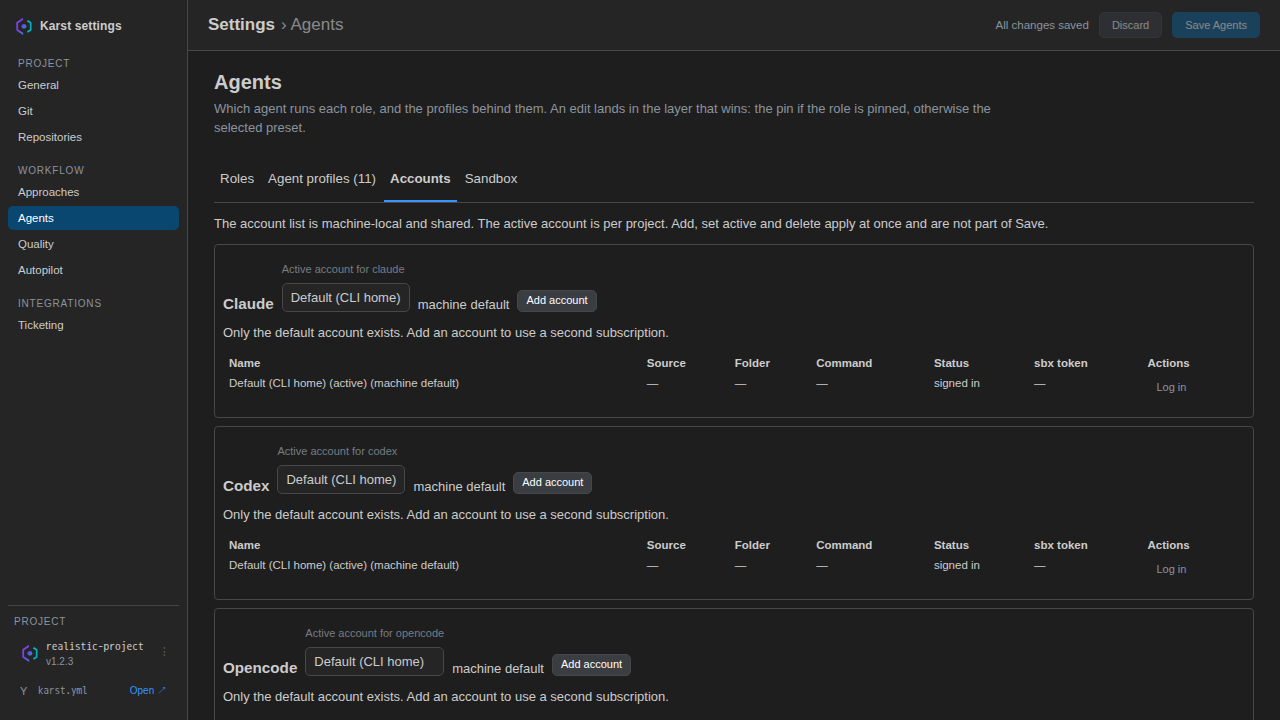 Karst settings
PROJECT
General
Git
Repositories
WORKFLOW
Approaches
Agents
Quality
Autopilot
INTEGRATIONS
Ticketing
PROJECT
realistic-project
v1.2.3
Y karst.yml Open ↗
Settings › Agents
All changes saved Discard Save Agents
Agents
Which agent runs each role, and the profiles behind them. An edit lands in the layer that wins: the pin if the role is pinned, otherwise the
selected preset.
Roles Agent profiles (11) Accounts Sandbox
The account list is machine-local and shared. The active account is per project. Add, set active and delete apply at once and are not part of Save.
Active account for claude
Claude Default (CLI home) machine default Add account
Only the default account exists. Add an account to use a second subscription.
Name Source Folder Command Status sbx token Actions
Default (CLI home) (active) (machine default) — — — signed in — Log in
Active account for codex
Codex Default (CLI home) machine default Add account
Only the default account exists. Add an account to use a second subscription.
Name Source Folder Command Status sbx token Actions
Default (CLI home) (active) (machine default) — — — signed in — Log in
Active account for opencode
Opencode Default (CLI home) machine default Add account
Only the default account exists. Add an account to use a second subscription.